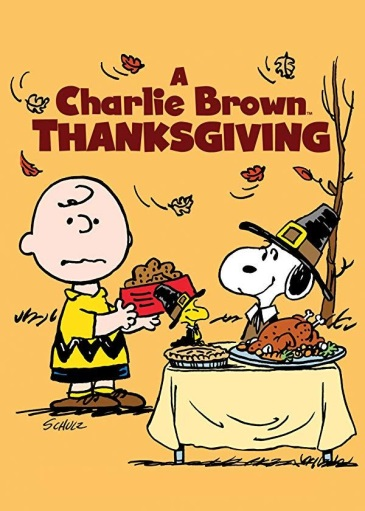 A
Charlie Brown™
THANKSGIVING
SCHULZ